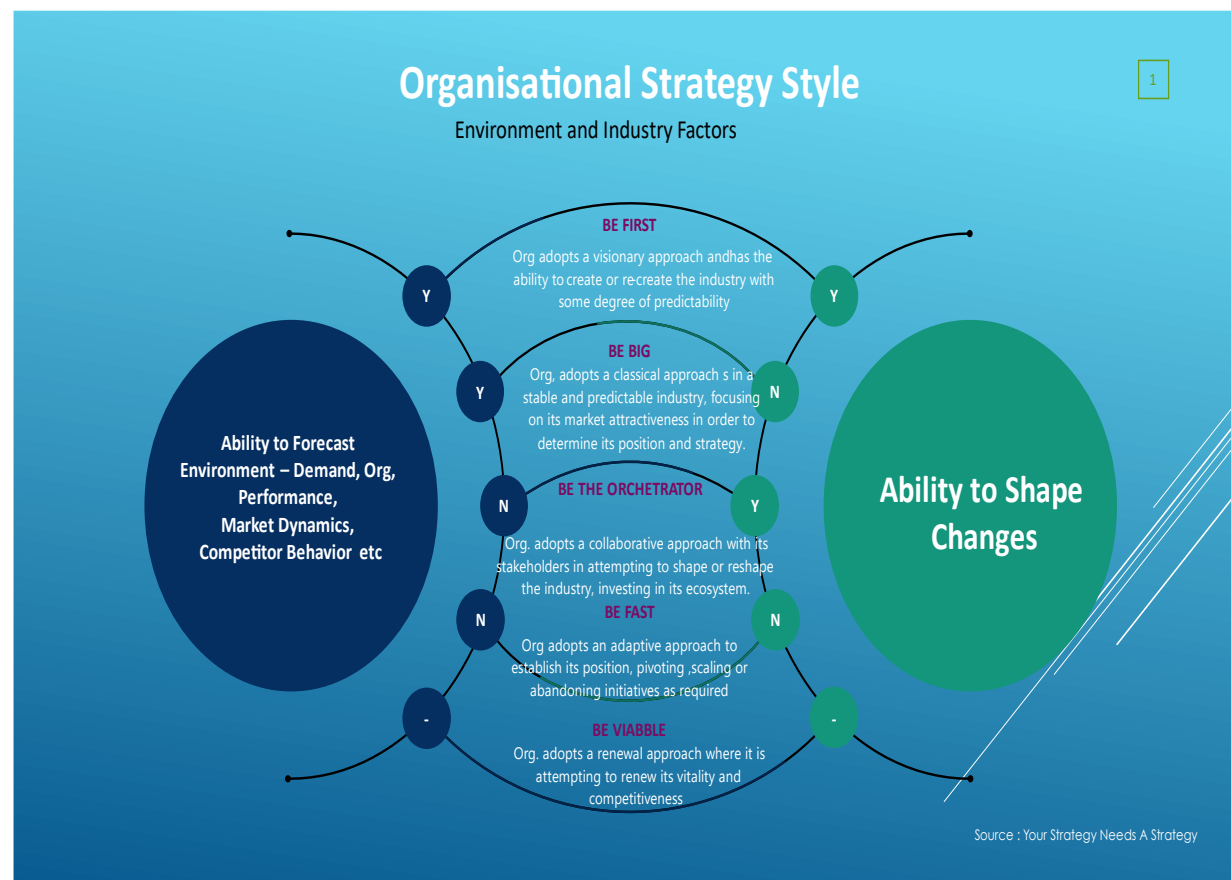 Organisational Strategy Style
1
Environment and Industry Factors
BE FIRST
Org adopts a visionary approach andhas the
ability to create or re-create the industry with
some degree of predictability
Y
Y
BE BIG
Org, adopts a classical approach s in a
stable and predictable industry, focusing
on its market attractiveness in order to
determine its position and strategy.
Y
N
Ability to Forecast
Environment – Demand, Org,
Performance,
Market Dynamics,
Competitor Behavior etc
BE THE ORCHETRATOR
N
Y
Org. adopts a collaborative approach with its
stakeholders in attempting to shape or reshape
the industry, investing in its ecosystem.
Ability to Shape
Changes
BE FAST
N
N
Org adopts an adaptive approach to
establish its position, pivoting ,scaling or
abandoning initiatives as required
-
-
BE VIABBLE
Org. adopts a renewal approach where it is
attempting to renew its vitality and
competitiveness
Source : Your Strategy Needs A Strategy